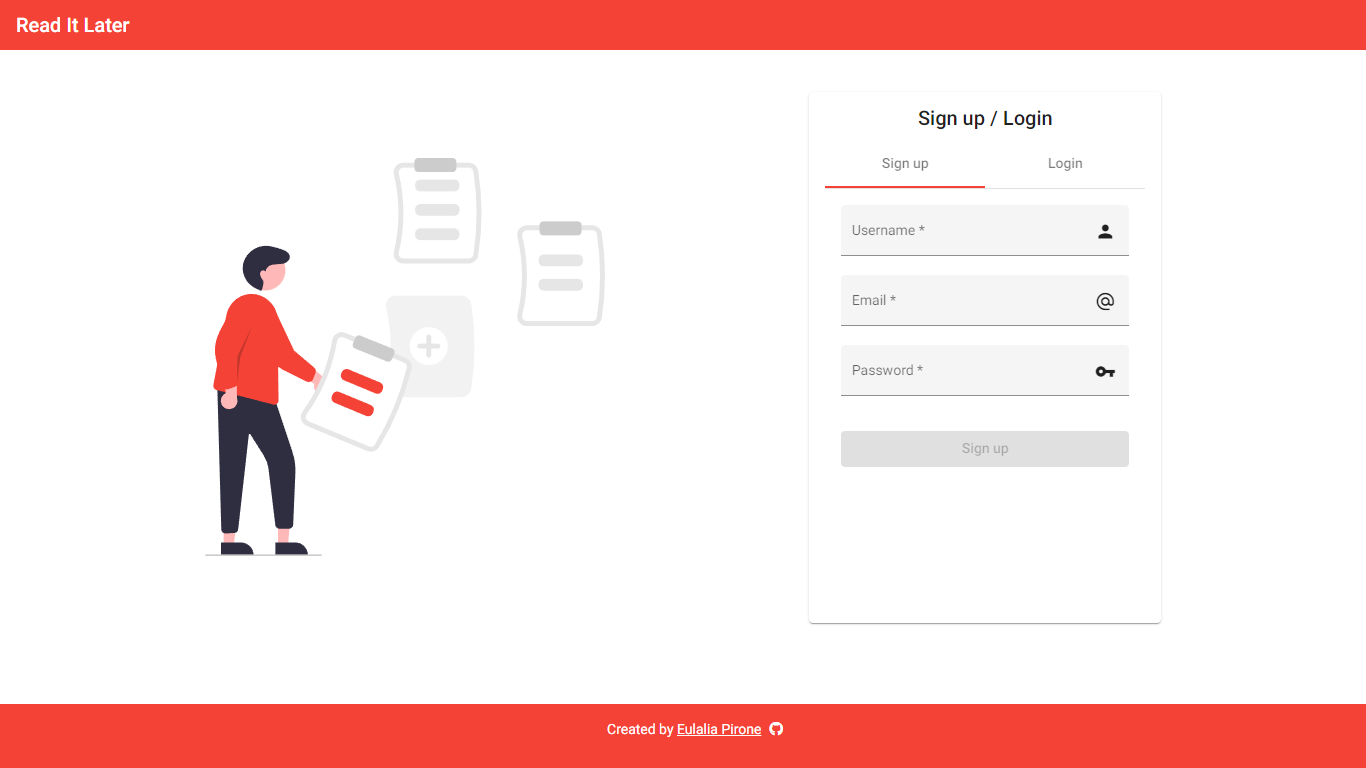 Read It Later
Sign up / Login
Sign up
Login
Username *
Email *
Password *
Sign up
Created by Eulalia Pirone